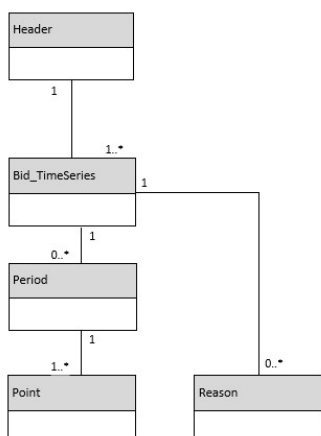 Header
1
1..*
Bid_TimeSeries
1
1
0..*
Period
1
1..*
0..*
Point
Reason